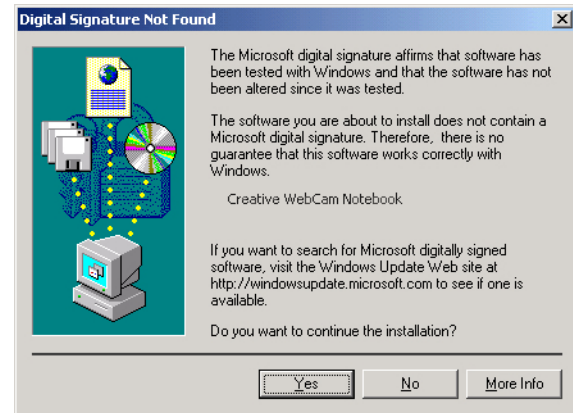 Digital Signature Not Found
The Microsoft digital signature affirms that software has
been tested with Windows and that the software has not
been altered since it was tested.
The software you are about to install does not contain a
Microsoft digital signature. Therefore, there is no
guarantee that this software works correctly with
Windows.
Creative WebCam Notebook
If you want to search for Microsoft digitally signed
software, visit the Windows Update Web site at
http://windowsupdate.microsoft.com to see if one is
available.
Do you want to continue the installation?
Yes No More Info